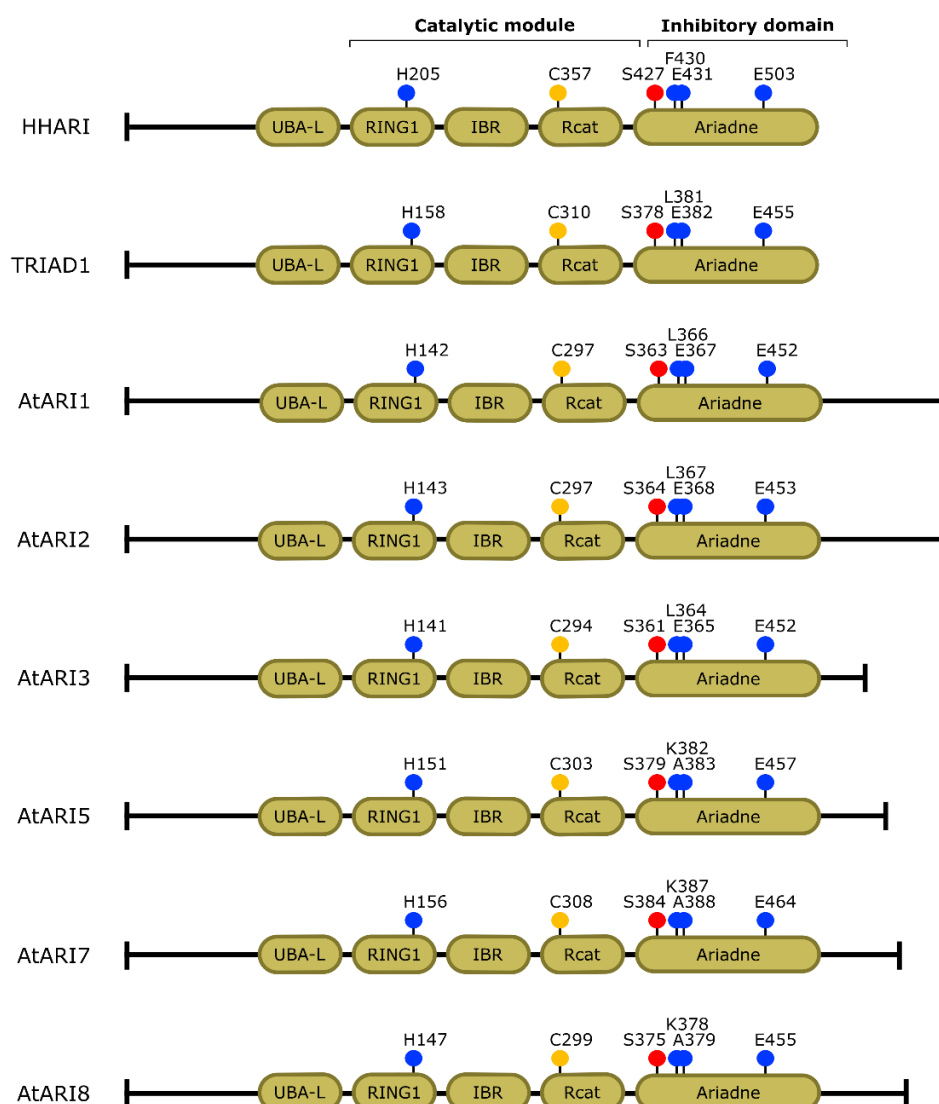 Catalytic module Inhibitory domain
F430
H205 C357 S427 E431 E503
HHARI UBA-L RING1 IBR Rcat Ariadne
L381
H158 C310 S378 E382 E455
TRIAD1 UBA-L RING1 IBR Rcat Ariadne
L366
H142 C297 S363 E367 E452
AtARI1 UBA-L RING1 IBR Rcat Ariadne
L367
H143 C297 S364 E368 E453
AtARI2 UBA-L RING1 IBR Rcat Ariadne
L364
H141 C294 S361 E365 E452
AtARI3 UBA-L RING1 IBR Rcat Ariadne
K382
H151 C303 S379 A383 E457
AtARI5 UBA-L RING1 IBR Rcat Ariadne
K387
H156 C308 S384 A388 E464
AtARI7 UBA-L RING1 IBR Rcat Ariadne
K378
H147 C299 S375 A379 E455
AtARI8 UBA-L RING1 IBR Rcat Ariadne